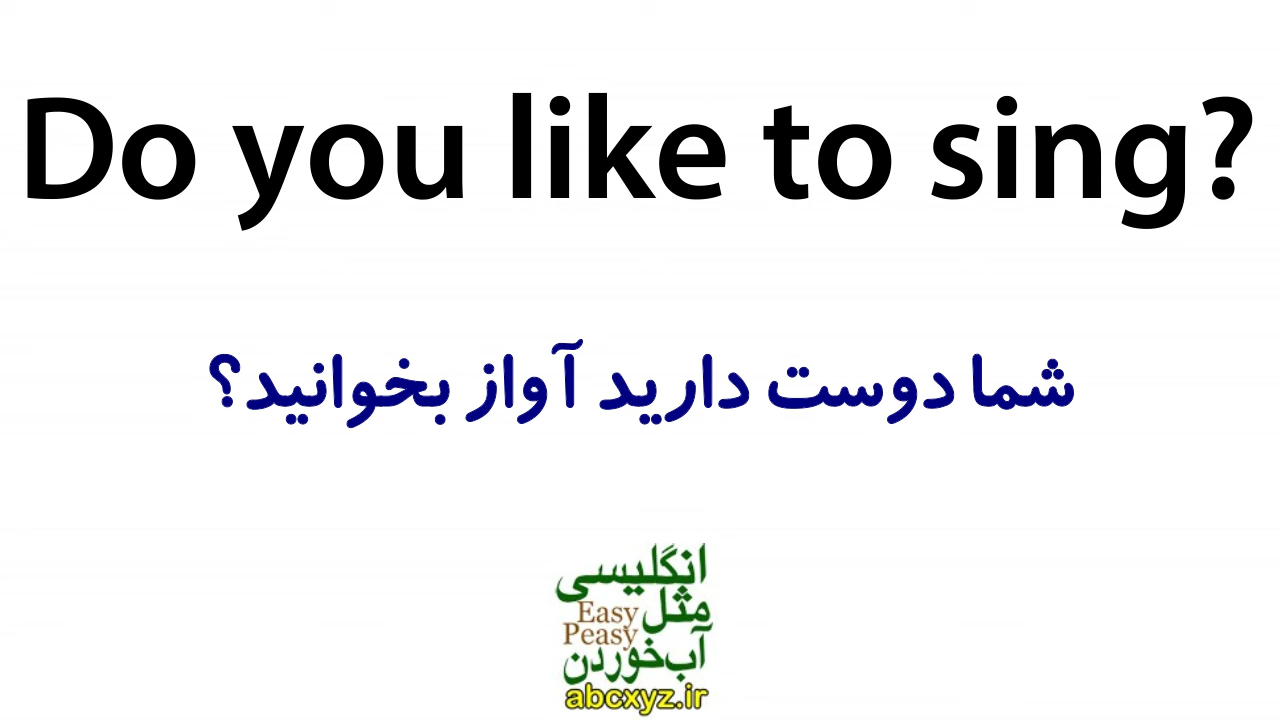 Do you like to sing?
شما دوست دارید آواز بخوانید؟
انگلیسی
مثل Easy
Peasy
آب خوردن
abcxyz.ir